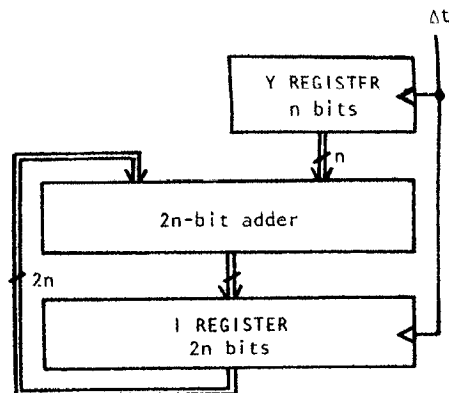 Δt
Y REGISTER
n bits
n
2n-bit adder
2n
I REGISTER
2n bits